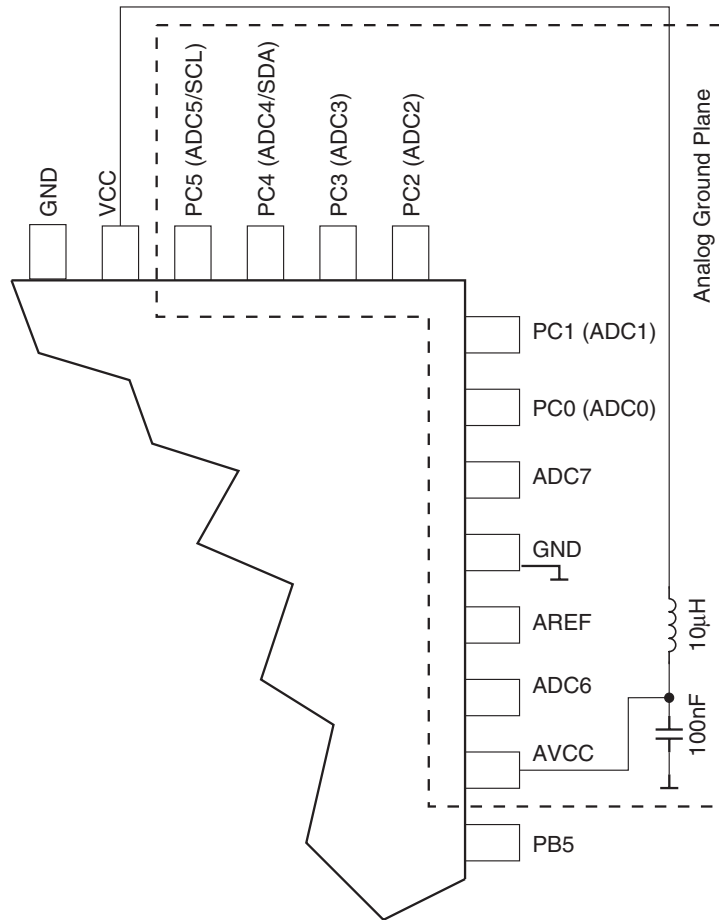 GND
VCC
PC5 (ADC5/SCL)
PC4 (ADC4/SDA)
PC3 (ADC3)
PC2 (ADC2)
Analog Ground Plane
PC1 (ADC1)
PC0 (ADC0)
ADC7
GND
AREF
10μH
ADC6
100nF
AVCC
PB5